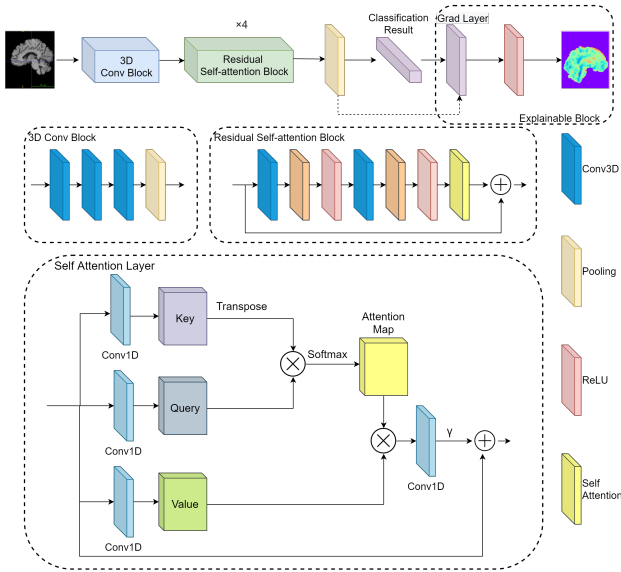 ×4
Classification
Result
Grad Layer
3D
Conv Block
Residual
Self-attention Block
Explainable Block
3D Conv Block
Residual Self-attention Block
Conv3D
Pooling
ReLU
Self
Attention
Self Attention Layer
Conv1D
Key
Transpose
Softmax
Attention
Map
Conv1D
Query
Conv1D
γ
Conv1D
Value
Conv1D